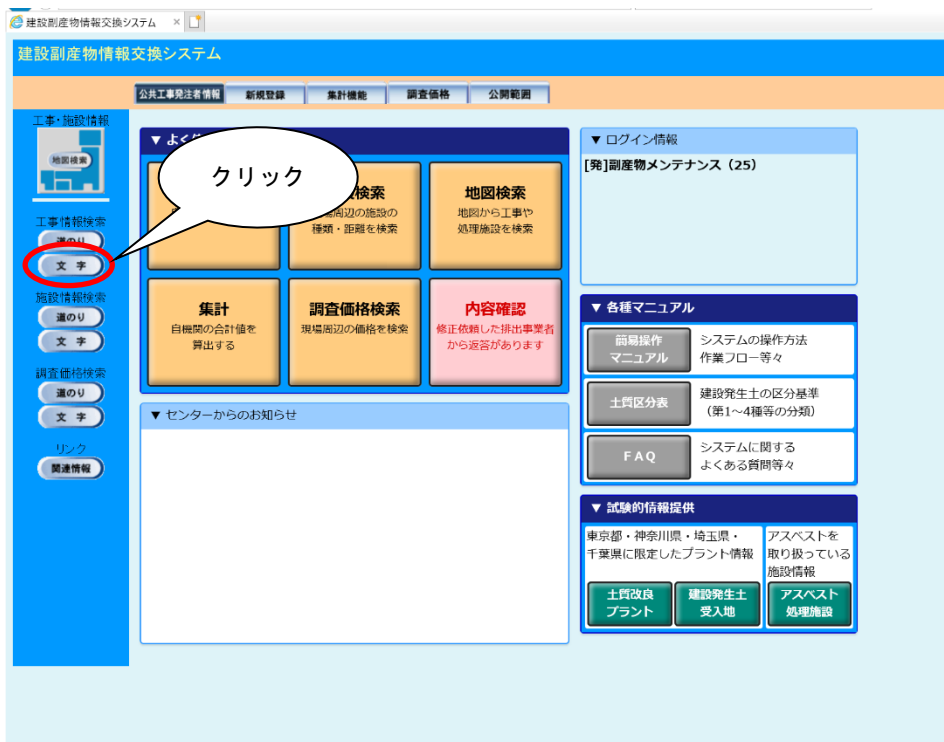 建設副産物情報交換システム
建設副産物情報交換システム
公共工事発注者情報 新規登録 集計機能 調査価格 公開範囲
工事・施設情報
地図検索
工事情報検索
道のり
文字
施設情報検索
道のり
文字
調査価格検索
道のり
文字
リンク
関連情報
クリック
▼ よく
検索
周辺の施設の
種類・距離を検索
地図検索
地図から工事や
処理施設を検索
集計
自機関の合計値を
算出する
調査価格検索
現場周辺の価格を検索
内容確認
修正依頼した排出事業者
から返答があります
▼ センターからのお知らせ
▼ ログイン情報
[発]副産物メンテナンス（25）
▼ 各種マニュアル
簡易操作
マニュアル
システムの操作方法
作業フロー等々
土質区分表
建設発生土の区分基準
（第1～4種等の分類）
ＦＡＱ
システムに関する
よくある質問等々
▼ 試験的情報提供
東京都・神奈川県・埼玉県・
千葉県に限定したプラント情報
アスベストを
取り扱っている
施設情報
土質改良
プラント
建設発生土
受入地
アスベスト
処理施設